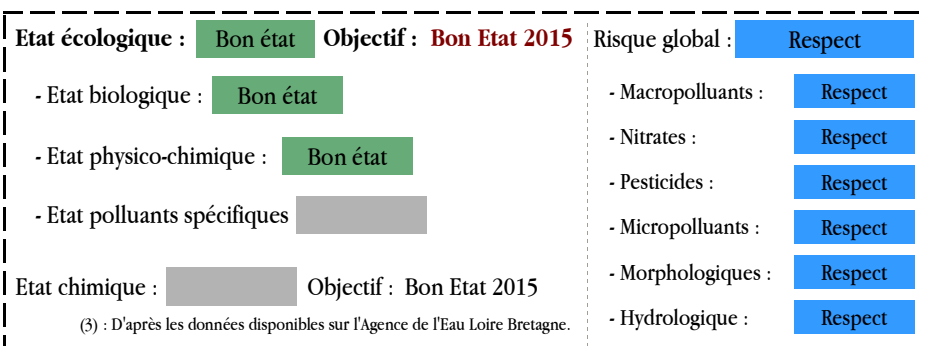 Etat écologique : Bon état Objectif : Bon Etat 2015
- Etat biologique : Bon état
- Etat physico-chimique : Bon état
- Etat polluants spécifiques
Etat chimique : Objectif : Bon Etat 2015
(3) : D'après les données disponibles sur l'Agence de l'Eau Loire Bretagne.
Risque global : Respect
- Macropolluants : Respect
- Nitrates : Respect
- Pesticides : Respect
- Micropolluants : Respect
- Morphologiques : Respect
- Hydrologique : Respect